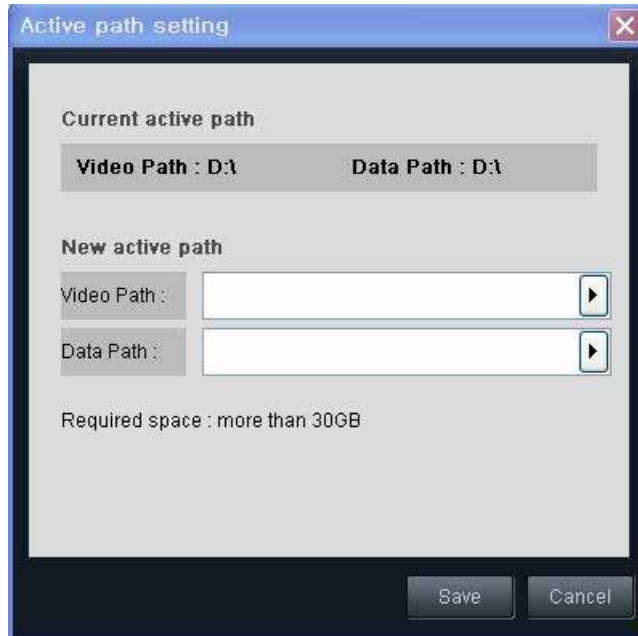 Active path setting
Current active path
Video Path : D:\ Data Path : D:\
New active path
Video Path :
Data Path :
Required space : more than 30GB
Save Cancel